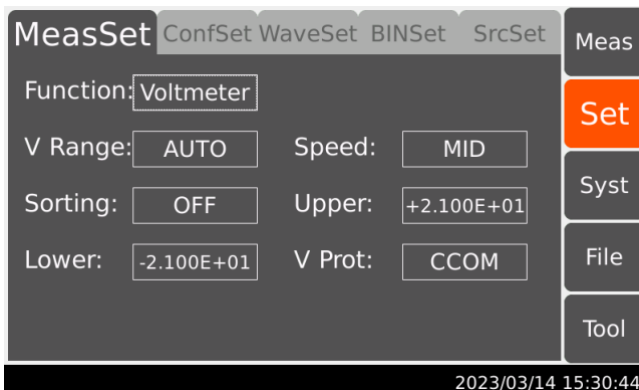 MeasSet ConfSet WaveSet BINSet SrcSet
Function: Voltmeter
V Range: AUTO Speed: MID
Sorting: OFF Upper: +2.100E+01
Lower: -2.100E+01 V Prot: CCOM
Meas
Set
Syst
File
Tool
2023/03/14 15:30:44